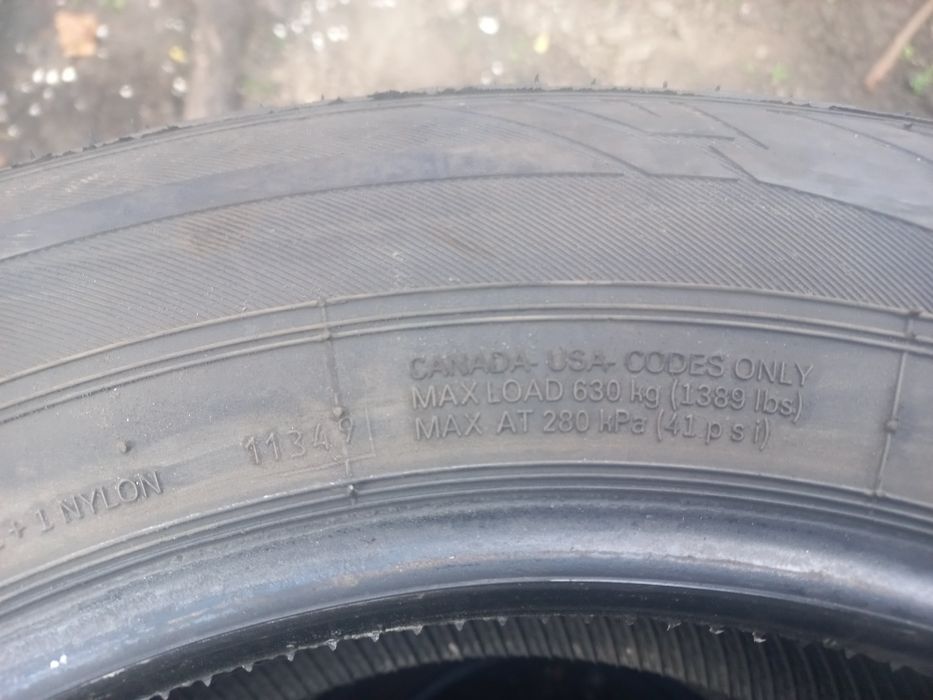 CANADA- USA- CODES ONLY
MAX LOAD 630 kg (1389 lbs)
MAX AT 280 kPa (41 p s i)
11349
+ 1 NYLON